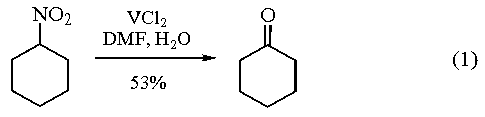 NO₂
VCl₂
DMF, H₂O
53%
O
(1)